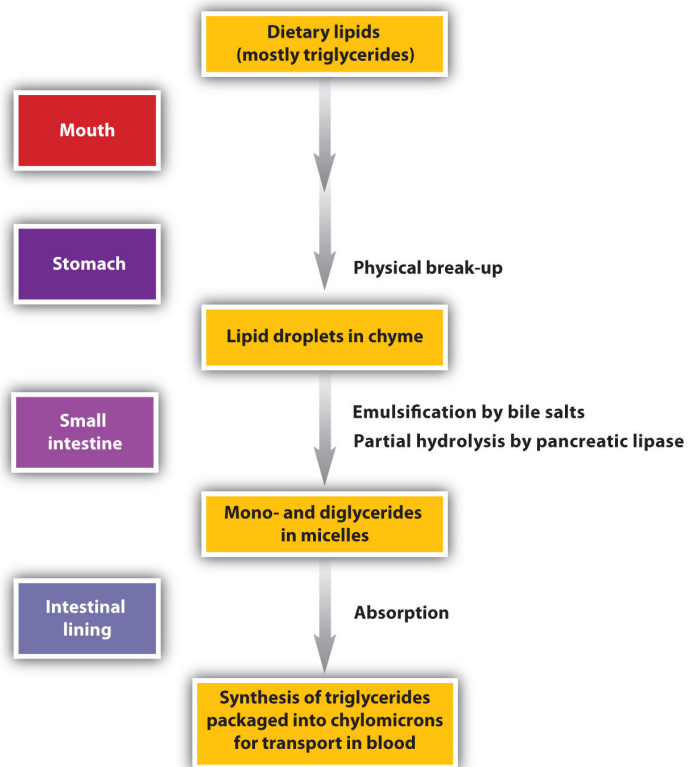 Dietary lipids
(mostly triglycerides)
Mouth
Stomach
Physical break-up
Lipid droplets in chyme
Small
intestine
Emulsification by bile salts
Partial hydrolysis by pancreatic lipase
Mono- and diglycerides
in micelles
Intestinal
lining
Absorption
Synthesis of triglycerides
packaged into chylomicrons
for transport in blood